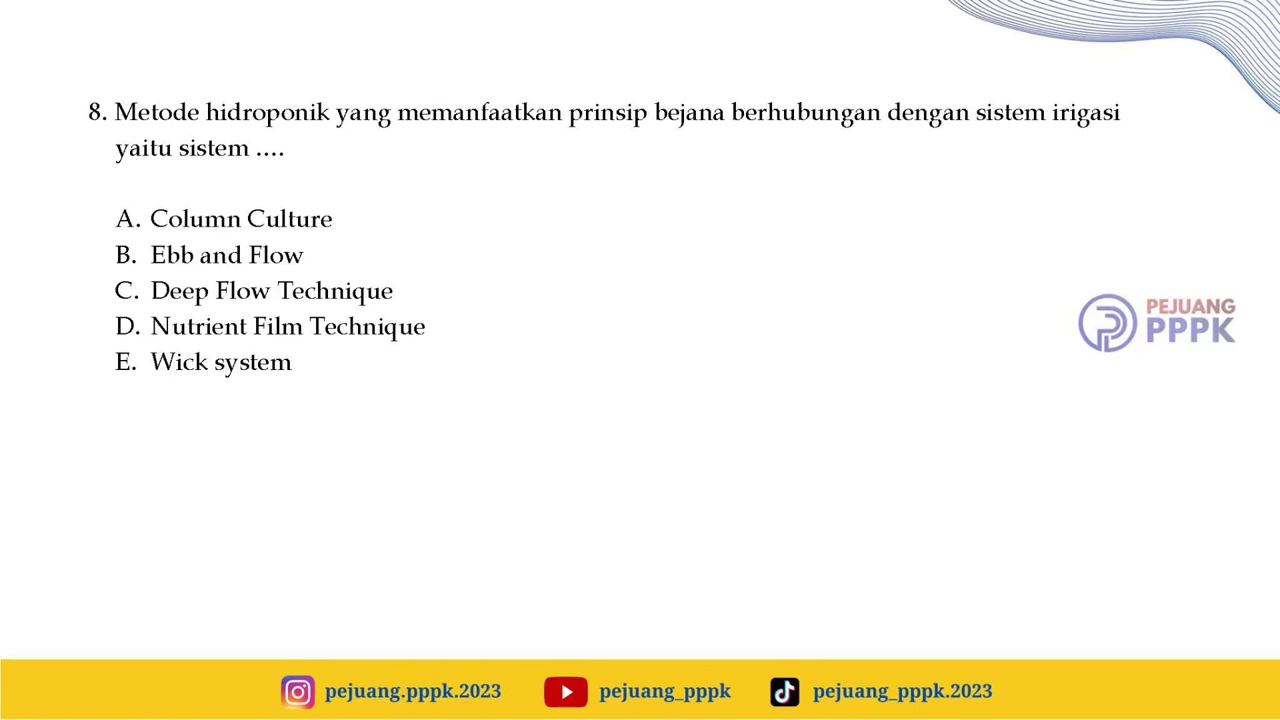 8. Metode hidroponik yang memanfaatkan prinsip bejana berhubungan dengan sistem irigasi
yaitu sistem ....
A. Column Culture
B. Ebb and Flow
C. Deep Flow Technique
D. Nutrient Film Technique
E. Wick system
PEJUANG
PPPK
pejuang.pppk.2023
pejuang_pppk
pejuang_pppk.2023